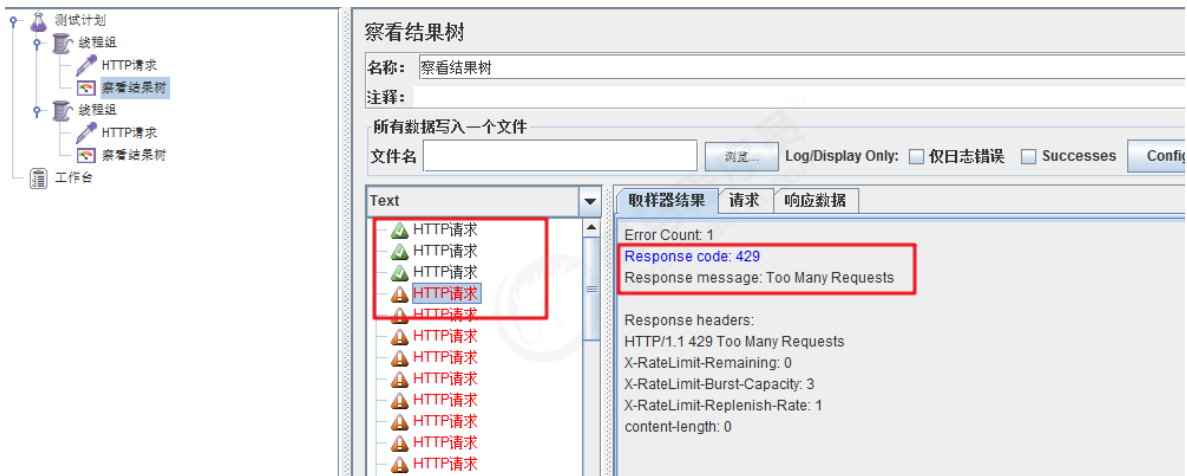 测试计划
线程组
HTTP请求
察看结果树
线程组
HTTP请求
察看结果树
工作台
察看结果树
名称: 察看结果树
注释:
所有数据写入一个文件
文件名 浏览... Log/Display Only: 仅日志错误 Successes Config
Text
HTTP请求
HTTP请求
HTTP请求
HTTP请求
HTTP请求
HTTP请求
HTTP请求
HTTP请求
HTTP请求
HTTP请求
HTTP请求
HTTP请求
取样器结果 请求 响应数据
Error Count: 1
Response code: 429
Response message: Too Many Requests
Response headers:
HTTP/1.1 429 Too Many Requests
X-RateLimit-Remaining: 0
X-RateLimit-Burst-Capacity: 3
X-RateLimit-Replenish-Rate: 1
content-length: 0